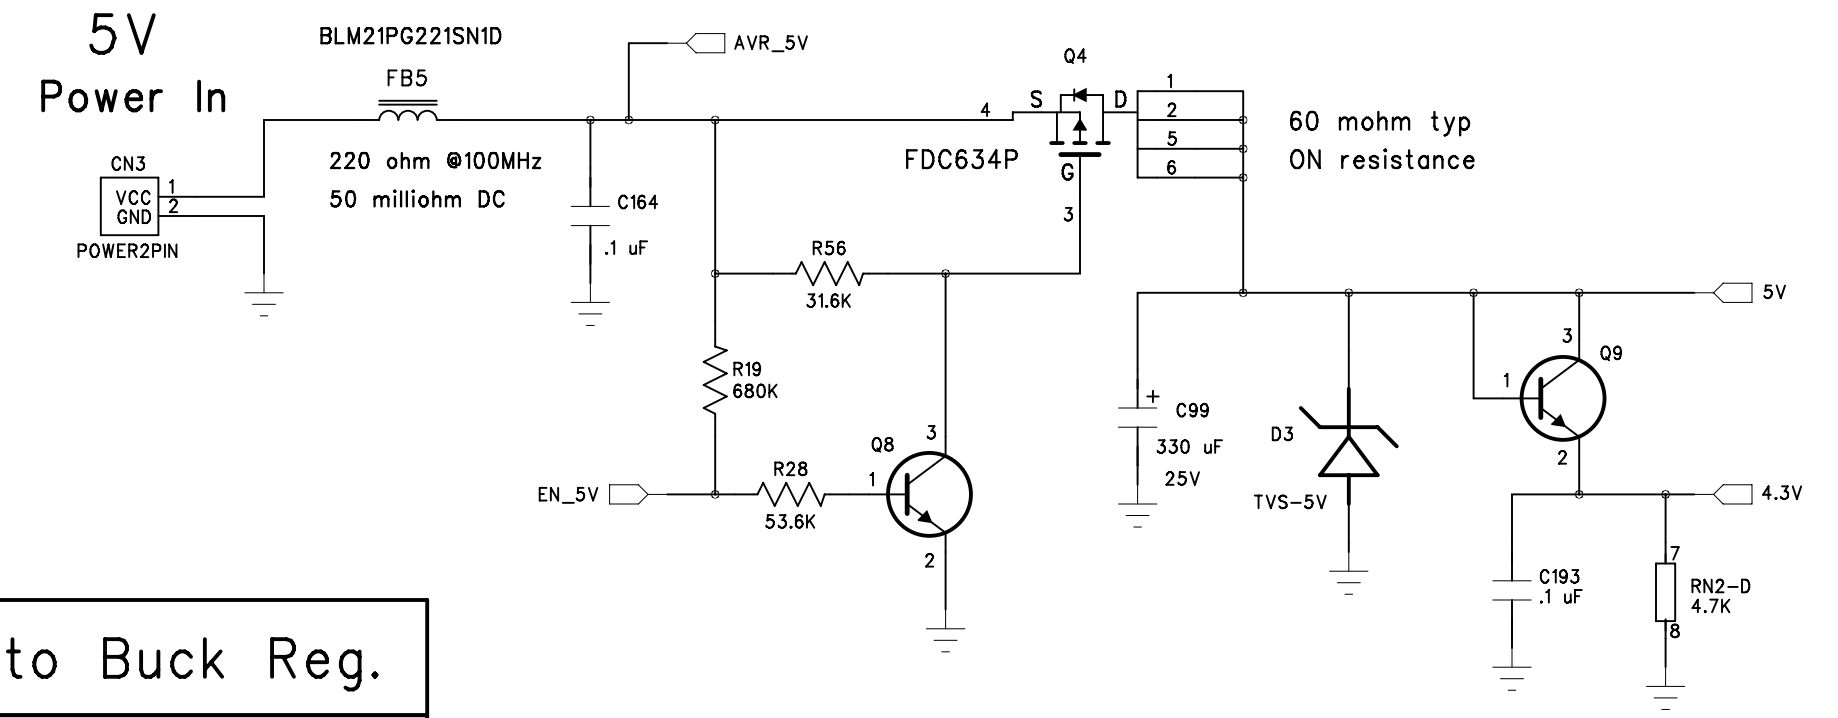 5V
Power In
BLM21PG221SN1D
FB5
220 ohm @100MHz
50 milliohm DC
AVR_5V
CN3
VCC
GND
1
2
POWER2PIN
C164
.1 uF
R56
31.6K
R19
680K
EN_5V
R28
53.6K
Q8
1
3
2
Q4
4
S
D
G
3
FDC634P
1
2
5
6
60 mohm typ
ON resistance
+
C99
330 uF
25V
D3
TVS-5V
5V
3
Q9
1
2
4.3V
C193
.1 uF
7
RN2-D
4.7K
8
to Buck Reg.